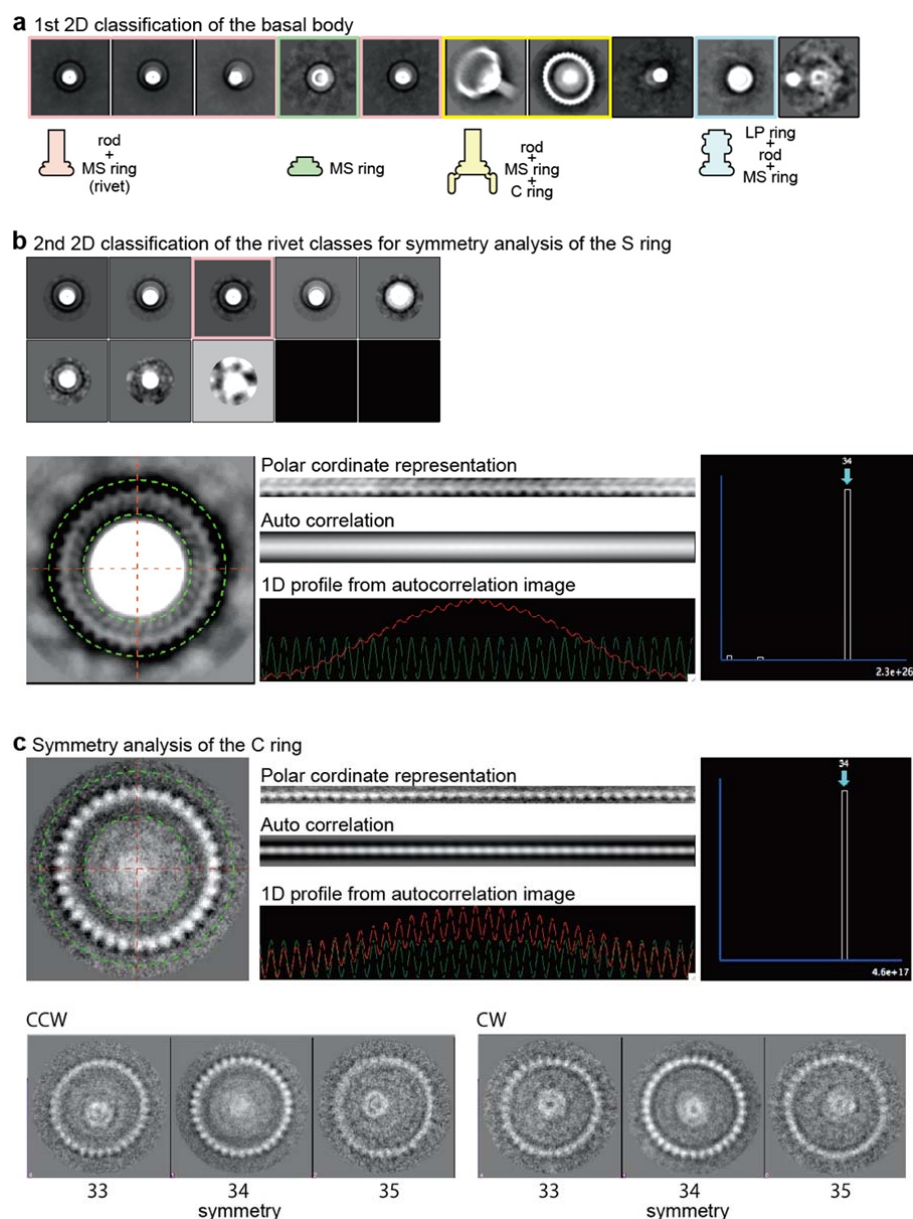 a 1st 2D classification of the basal body
rod
+
MS ring
(rivet)
MS ring
rod
+
MS ring
+
C ring
LP ring
+
rod
+
MS ring
b 2nd 2D classification of the rivet classes for symmetry analysis of the S ring
Polar cordinate representation
Auto correlation
1D profile from autocorrelation image
34
2.3e+26
c Symmetry analysis of the C ring
Polar cordinate representation
Auto correlation
1D profile from autocorrelation image
34
4.6e+17
CCW
33
34
35
symmetry
CW
33
34
35
symmetry